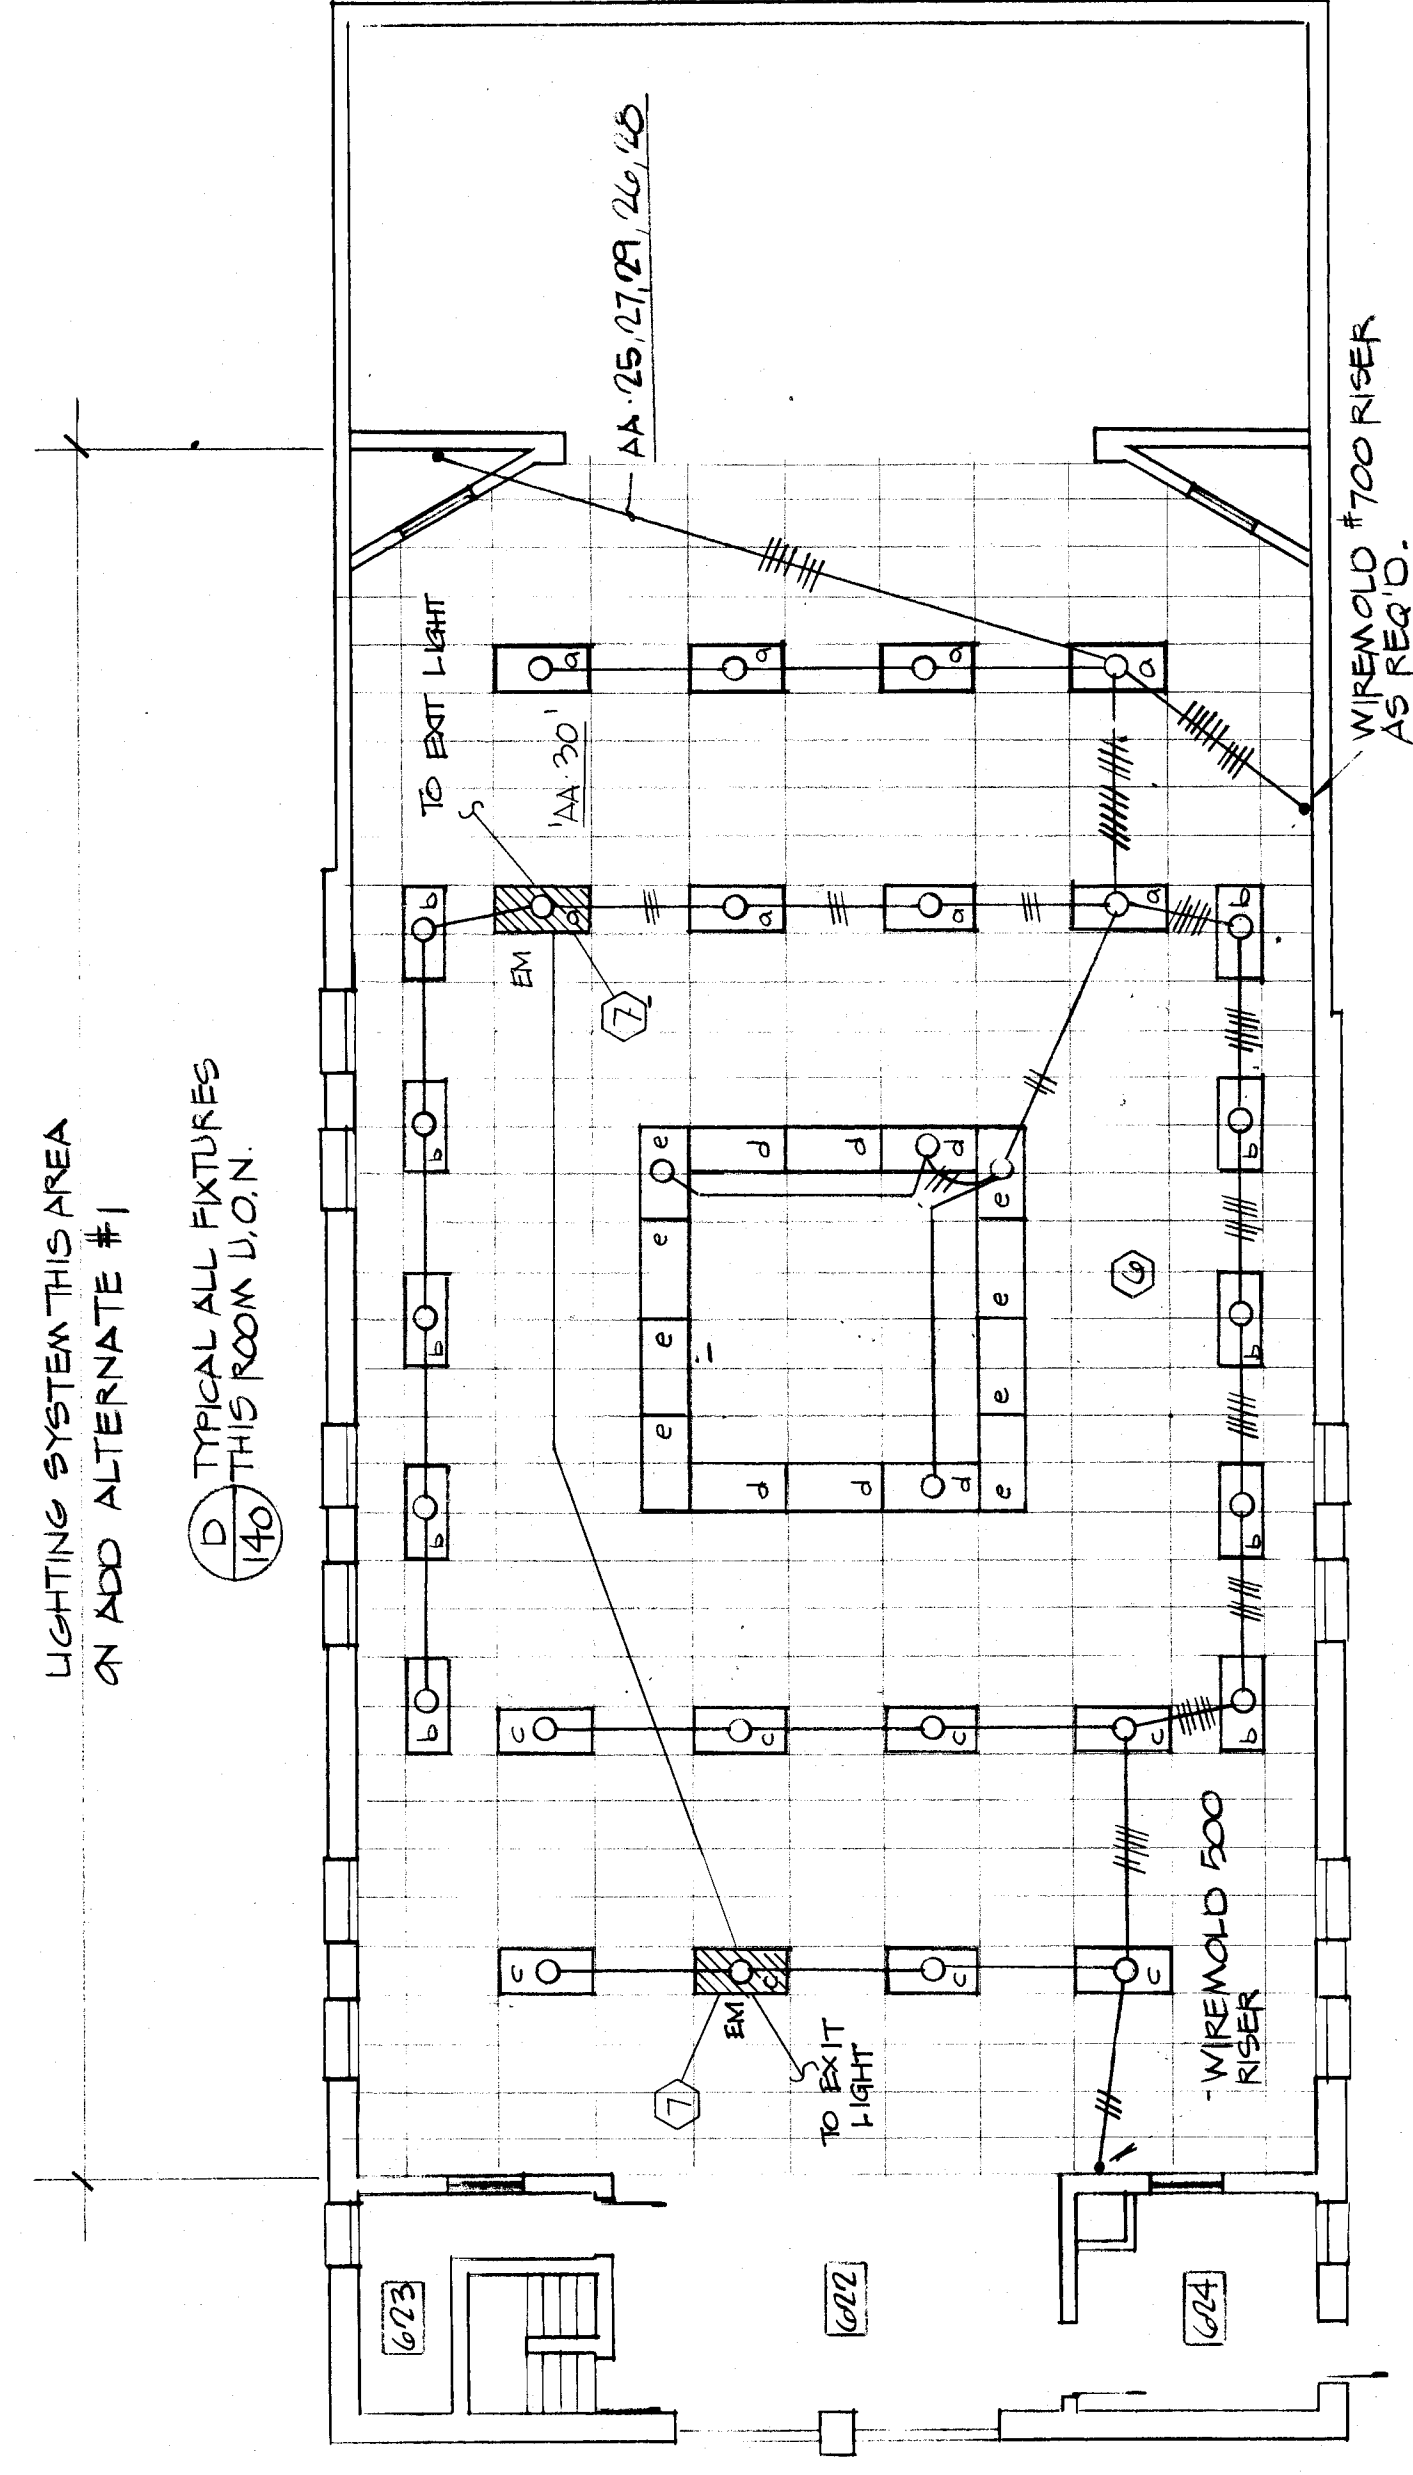 LIGHTING SYSTEM THIS AREA
ON ADD ALTERNATE #1
D
140
TYPICAL ALL FIXTURES
THIS ROOM U.O.N.
AA·25,27,29,26,28
WIREMOLD #700 RISER
AS REQ'D.
TO EXIT LIGHT
'AA·30'
a
a
a
a
b
a
a
a
a
b
EM
7
b
b
e
d
d
d
e
e
e
e
e
e
e
d
d
d
e
6
b
b
b
b
b
b
c
c
c
c
b
c
c
c
c
EM
7
TO EXIT
LIGHT
WIREMOLD 500
RISER
623
622
624